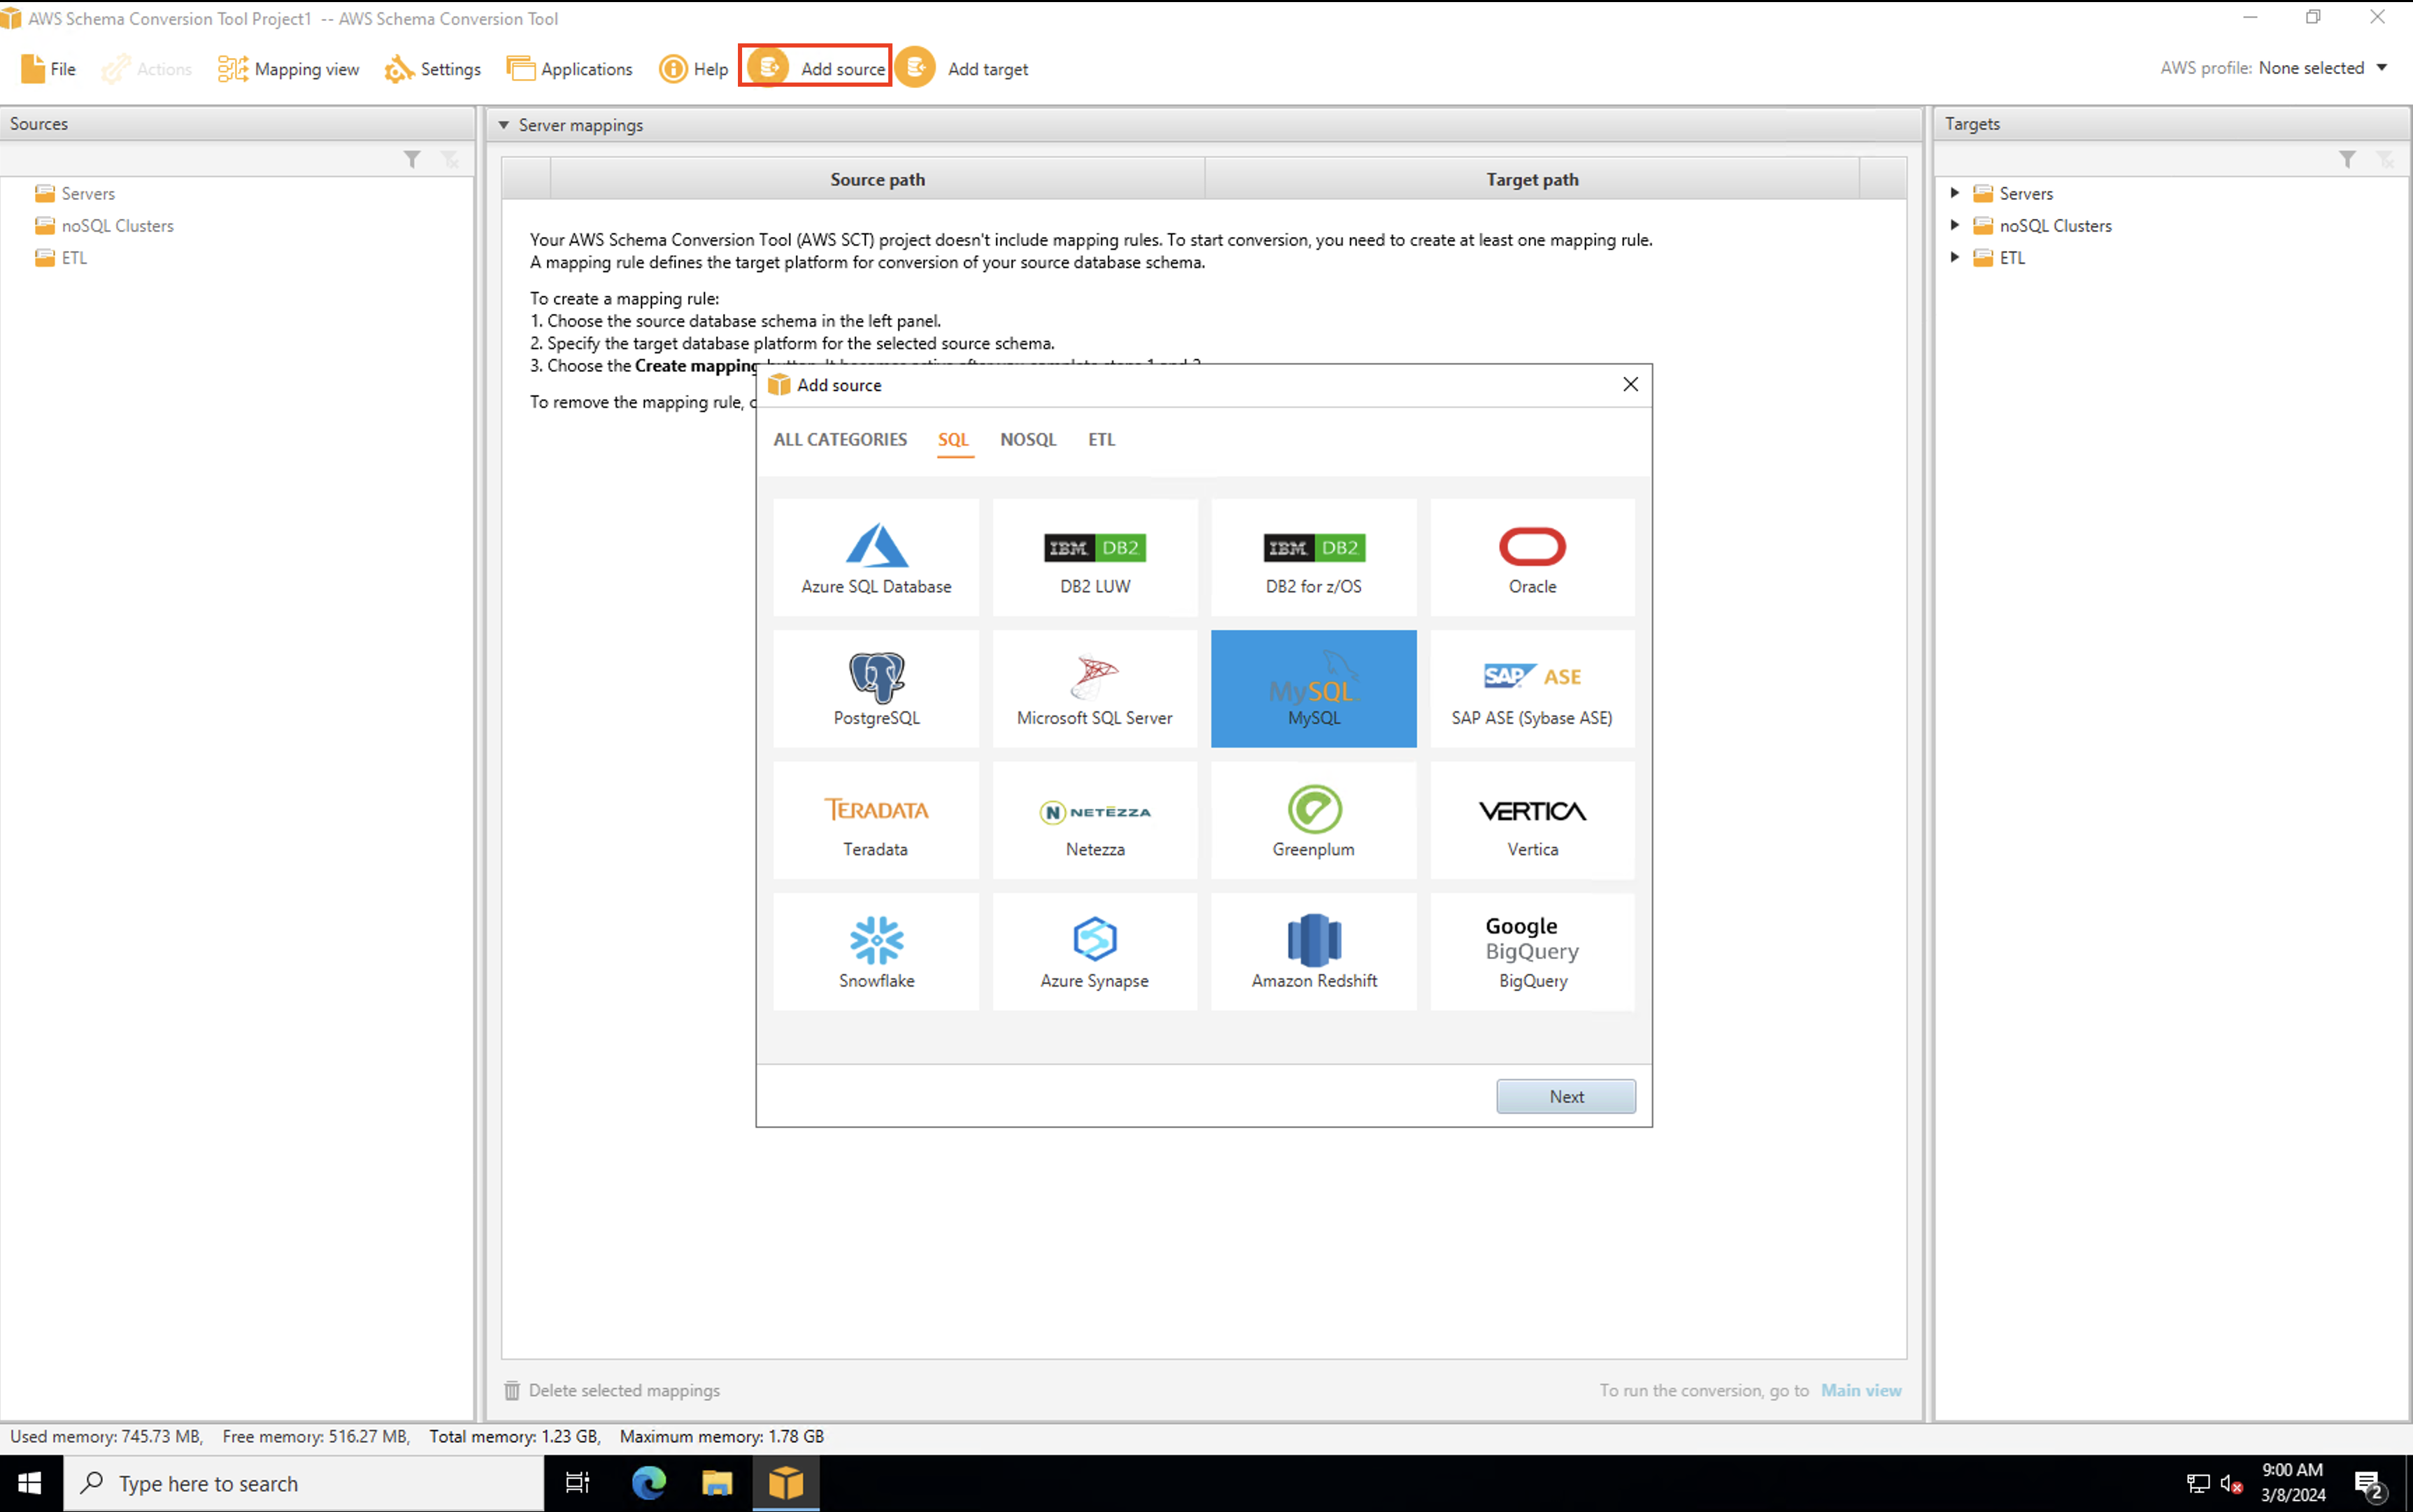 AWS Schema Conversion Tool Project1 -- AWS Schema Conversion Tool
File
Actions
Mapping view
Settings
Applications
Help
Add source
Add target
AWS profile: None selected
Sources
Servers
noSQL Clusters
ETL
Server mappings
Source path
Target path
Your AWS Schema Conversion Tool (AWS SCT) project doesn't include mapping rules. To start conversion, you need to create at least one mapping rule.
A mapping rule defines the target platform for conversion of your source database schema.
To create a mapping rule:
1. Choose the source database schema in the left panel.
2. Specify the target database platform for the selected source schema.
3. Choose the Create mapping
To remove the mapping rule,
Add source
ALL CATEGORIES
SQL
NOSQL
ETL
Azure SQL Database
IBM DB2
DB2 LUW
IBM DB2
DB2 for z/OS
Oracle
PostgreSQL
Microsoft SQL Server
MySQL
MySQL
SAP ASE
SAP ASE (Sybase ASE)
TERADATA
Teradata
N NETEZZA
Netezza
Greenplum
VERTICA
Vertica
Snowflake
Azure Synapse
Amazon Redshift
Google
BigQuery
BigQuery
Next
Delete selected mappings
To run the conversion, go to Main view
Targets
Servers
noSQL Clusters
ETL
Used memory: 745.73 MB, Free memory: 516.27 MB, Total memory: 1.23 GB, Maximum memory: 1.78 GB
Type here to search
9:00 AM
3/8/2024
2